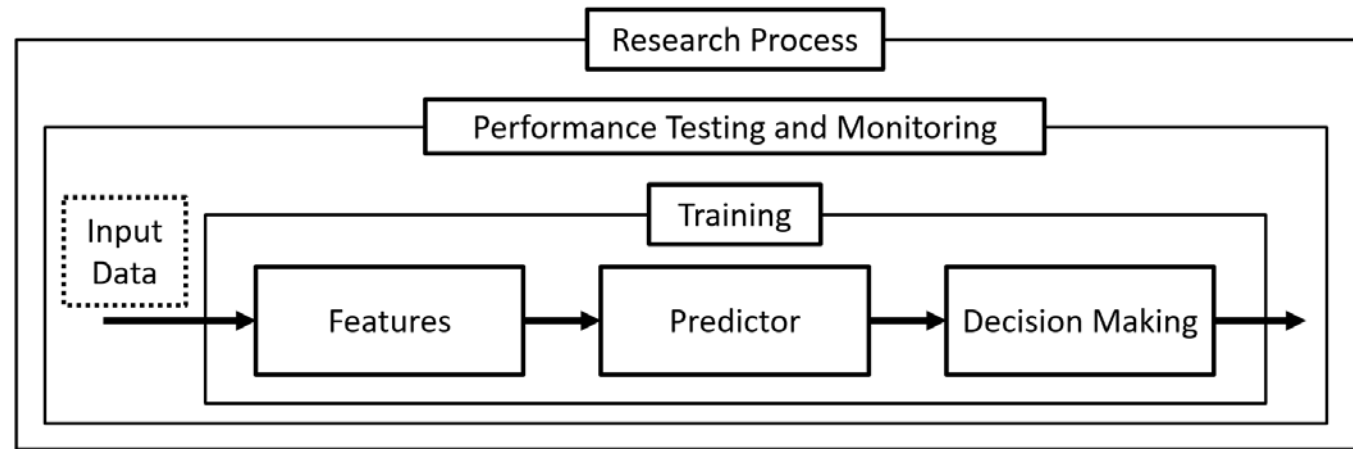 Research Process
Performance Testing and Monitoring
Training
Input
Data
Features
Predictor
Decision Making